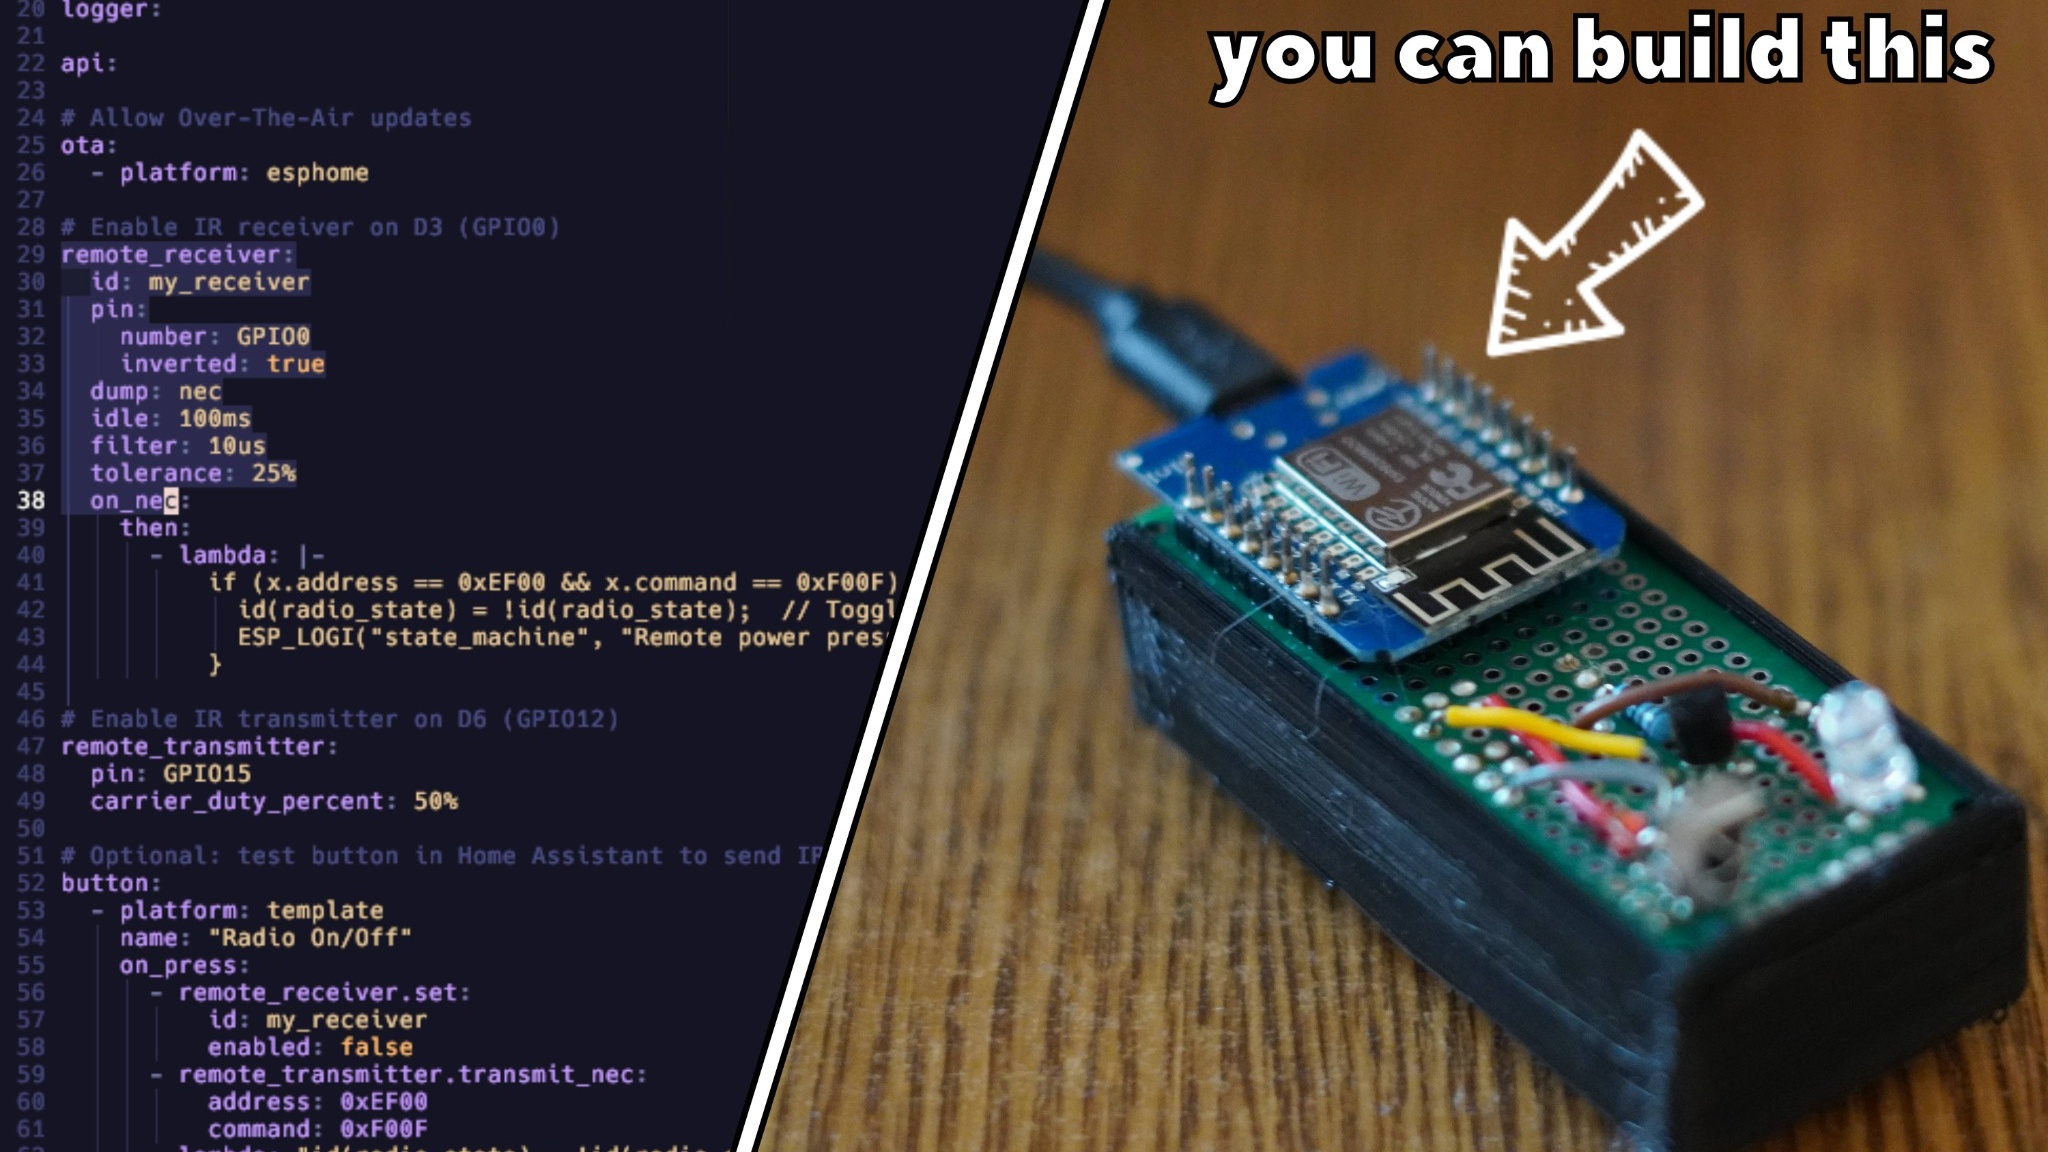 20 logger:
21
22 api:
23
24 # Allow Over-The-Air updates
25 ota:
26 - platform: esphome
27
28 # Enable IR receiver on D3 (GPIO0)
29 remote_receiver:
30 id: my_receiver
31 pin:
32 number: GPIO0
33 inverted: true
34 dump: nec
35 idle: 100ms
36 filter: 10us
37 tolerance: 25%
38 on_nec:
39 then:
40 - lambda: |-
41 if (x.address == 0xEF00 && x.command == 0xF00F)
42 id(radio_state) = !id(radio_state); // Toggl
43 ESP_LOGI("state_machine", "Remote power pres
44 }
45
46 # Enable IR transmitter on D6 (GPIO12)
47 remote_transmitter:
48 pin: GPIO15
49 carrier_duty_percent: 50%
50
51 # Optional: test button in Home Assistant to send IR
52 button:
53 - platform: template
54 name: "Radio On/Off"
55 on_press:
56 - remote_receiver.set:
57 id: my_receiver
58 enabled: false
59 - remote_transmitter.transmit_nec:
60 address: 0xEF00
61 command: 0xF00F
you can build this
WiFi